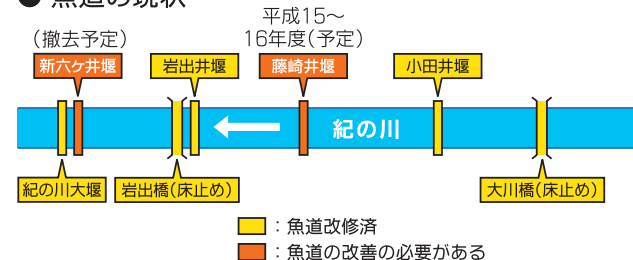 ● 魚道の現状
平成15〜
(撤去予定) 16年度(予定)
新六ヶ井堰 岩出井堰 藤崎井堰 小田井堰
紀の川
紀の川大堰 岩出橋(床止め) 大川橋(床止め)
：魚道改修済
：魚道の改善の必要がある